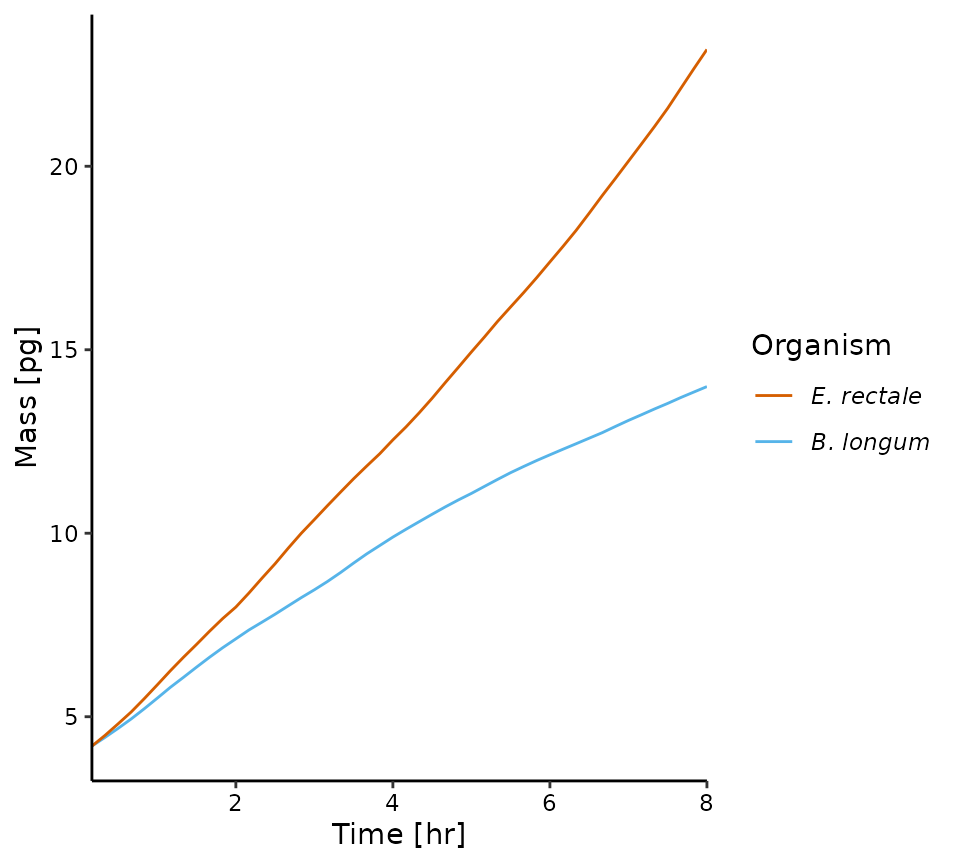 20
15
10
5
Mass [pg]
2 4 6 8
Time [hr]
Organism
E. rectale
B. longum